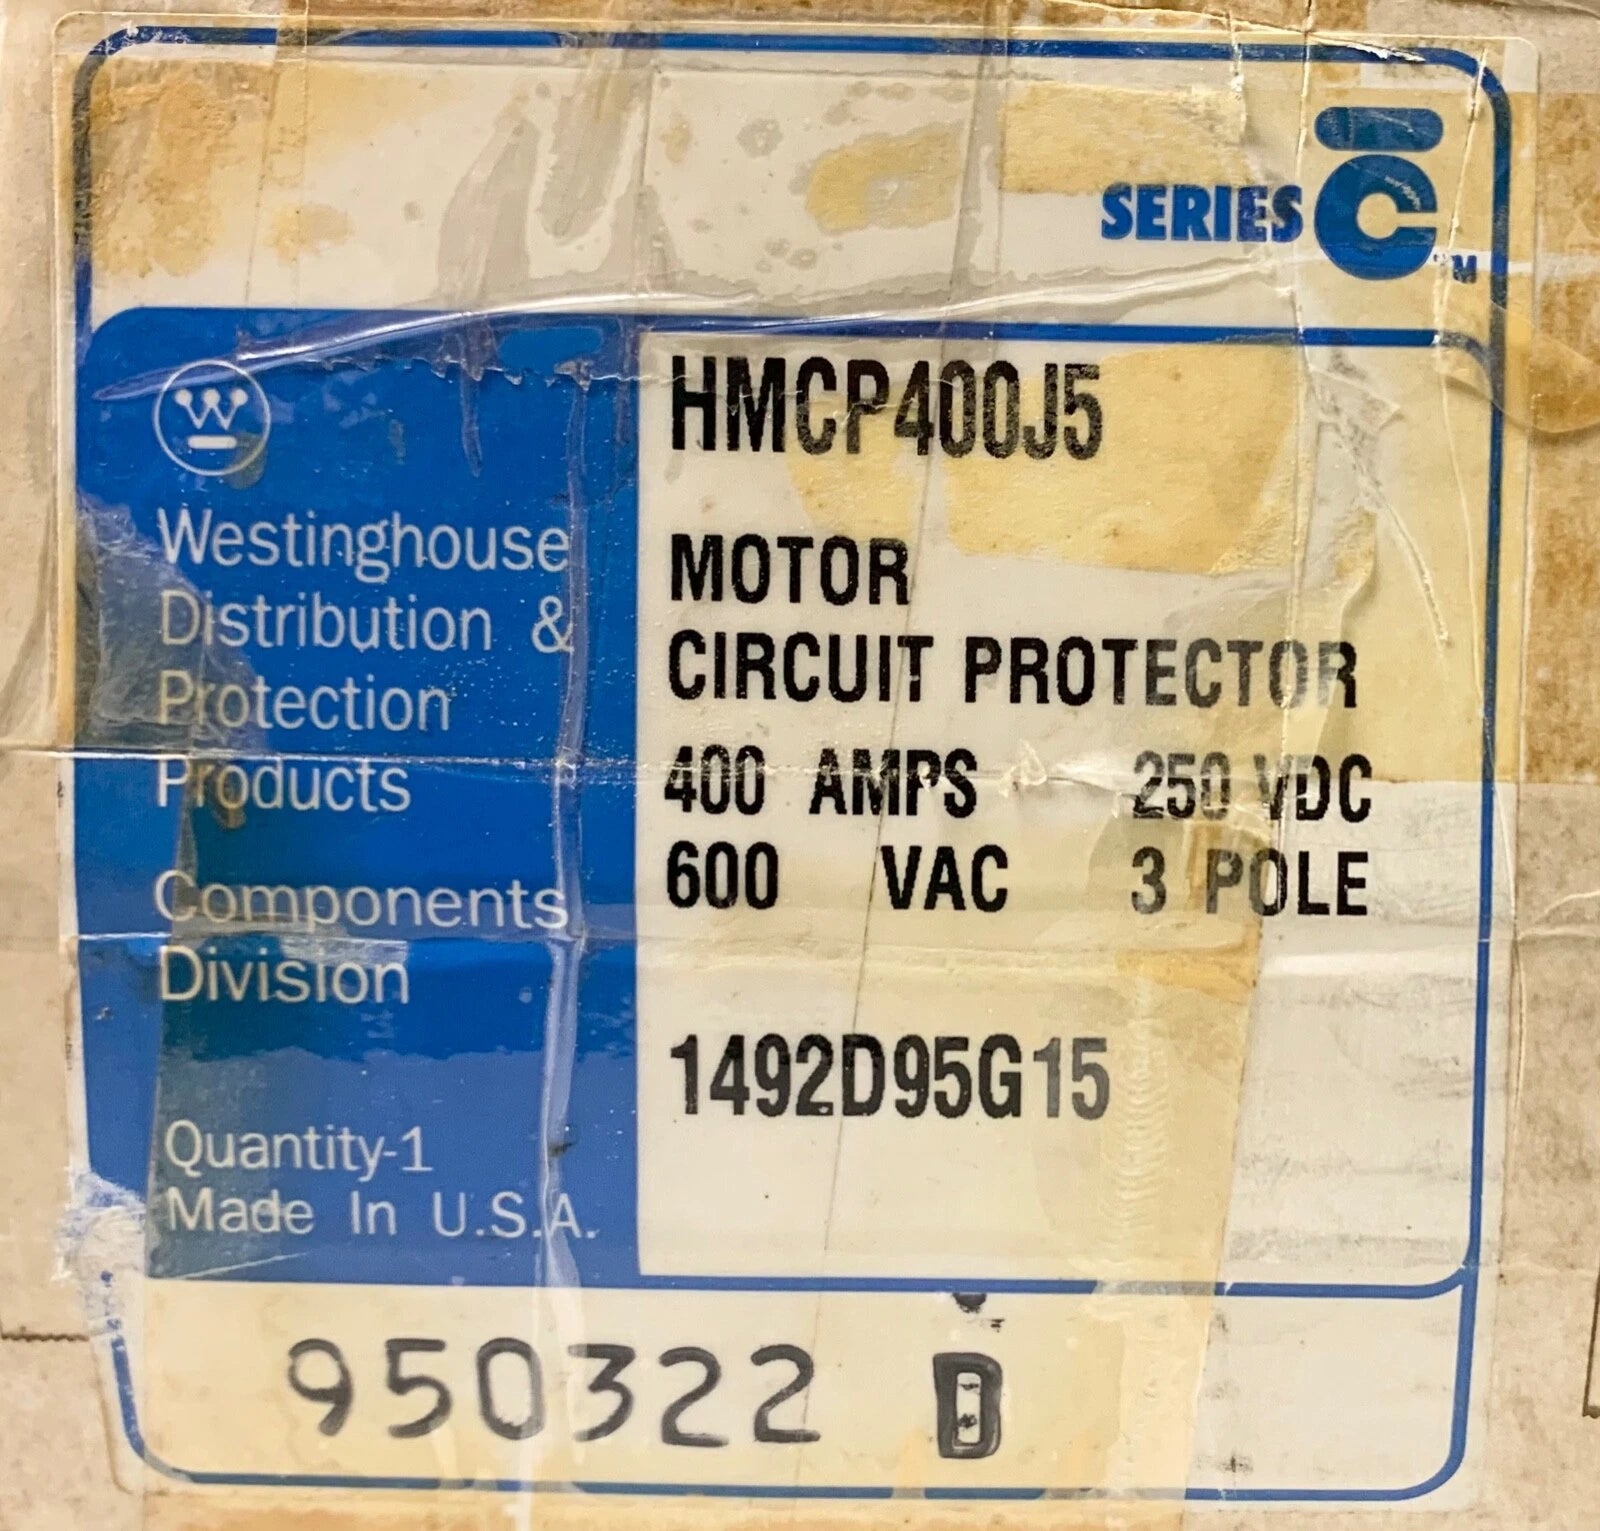 SERIES C
TM
HMCP400J5
W
Westinghouse
Distribution &
Protection
Products
Components
Division
MOTOR
CIRCUIT PROTECTOR
400 AMPS 250 VDC
600 VAC 3 POLE
1492D95G15
Quantity-1
Made In U.S.A.
950322